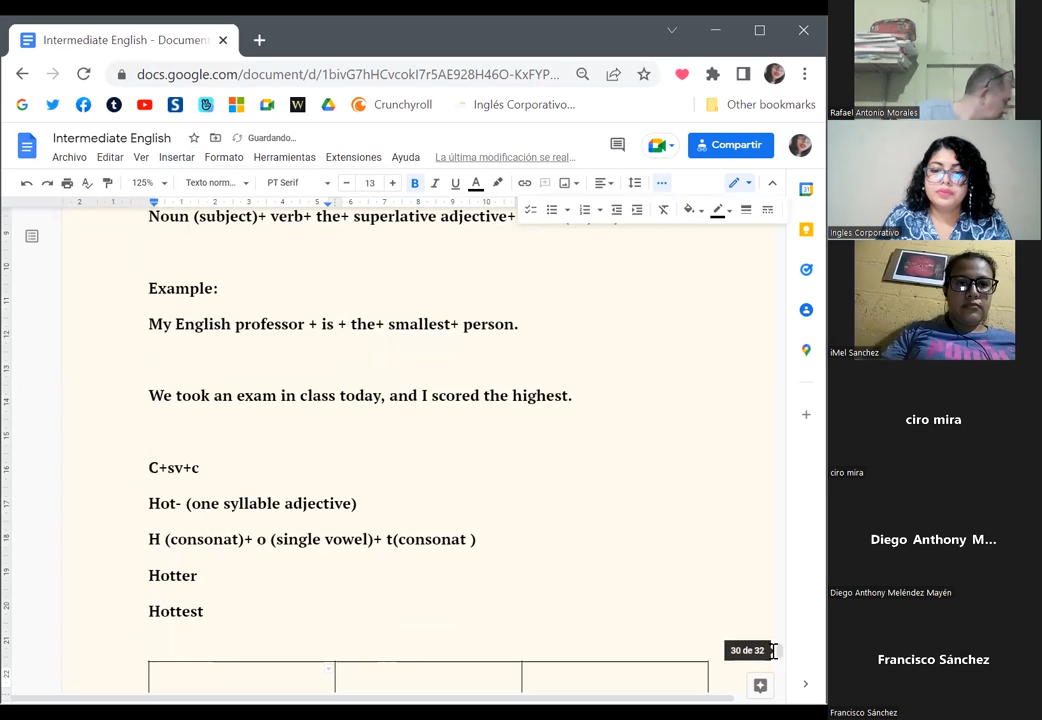 Intermediate English - Document
docs.google.com/document/d/1bivG7hHCvcokI7r5AE928H46O-KxFYP...
Crunchyroll
Inglés Corporativo...
Other bookmarks
Intermediate English
Guardando...
Archivo Editar Ver Insertar Formato Herramientas Extensiones Ayuda La última modificación se real...
Compartir
125% Texto norm... PT Serif 13
Noun (subject)+ verb+ the+ superlative adjective+
Example:
My English professor + is + the+ smallest+ person.
We took an exam in class today, and I scored the highest.
C+sv+c
Hot- (one syllable adjective)
H (consonat)+ o (single vowel)+ t(consonat )
Hotter
Hottest
30 de 32
Rafael Antonio Morales
Ingles Corporativo
iMel Sanchez
ciro mira
ciro mira
Diego Anthony M...
Diego Anthony Meléndez Mayén
Francisco Sánchez
Francisco Sánchez